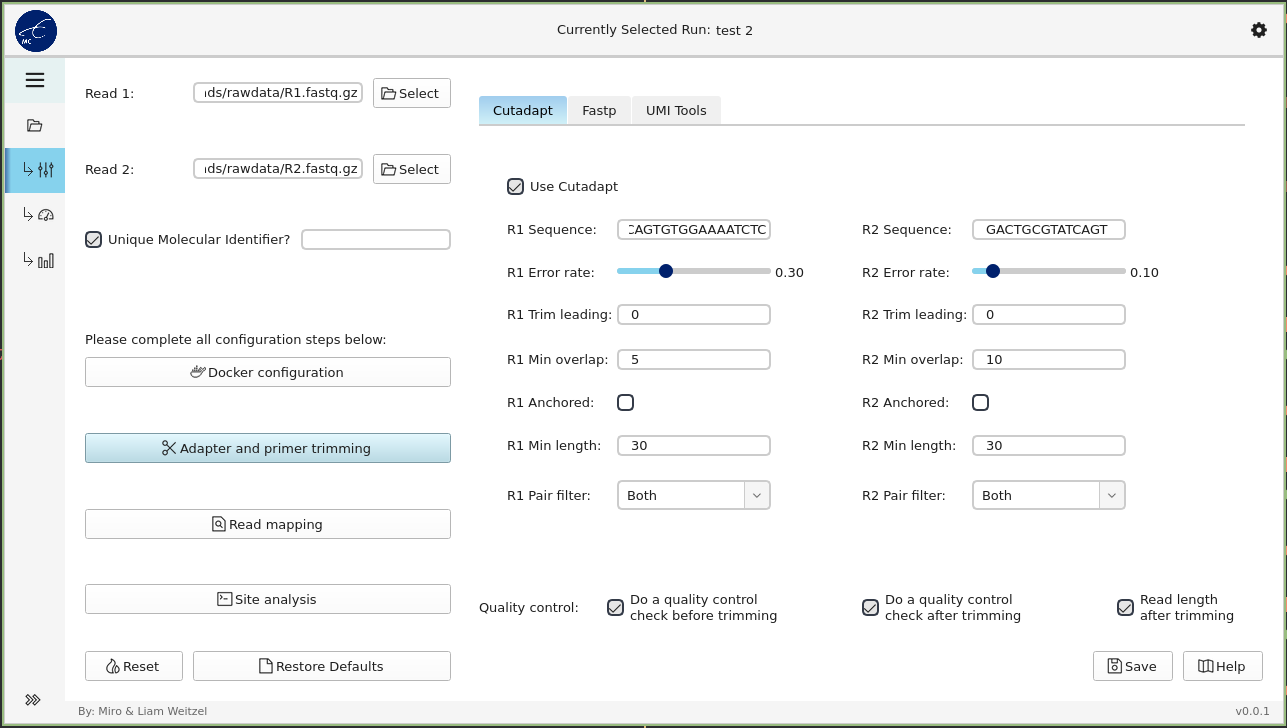 MC
Currently Selected Run: test 2
Read 1:
ds/rawdata/R1.fastq.gz
Select
Read 2:
ds/rawdata/R2.fastq.gz
Select
Unique Molecular Identifier?
Please complete all configuration steps below:
Docker configuration
Adapter and primer trimming
Read mapping
Site analysis
Reset
Restore Defaults
Cutadapt
Fastp
UMI Tools
Use Cutadapt
R1 Sequence:
CAGTGTGGAAAATCTC
R2 Sequence:
GACTGCGTATCAGT
R1 Error rate:
0.30
R2 Error rate:
0.10
R1 Trim leading:
0
R2 Trim leading:
0
R1 Min overlap:
5
R2 Min overlap:
10
R1 Anchored:
R2 Anchored:
R1 Min length:
30
R2 Min length:
30
R1 Pair filter:
Both
R2 Pair filter:
Both
Quality control:
Do a quality control
check before trimming
Do a quality control
check after trimming
Read length
after trimming
Save
Help
By: Miro & Liam Weitzel
v0.0.1